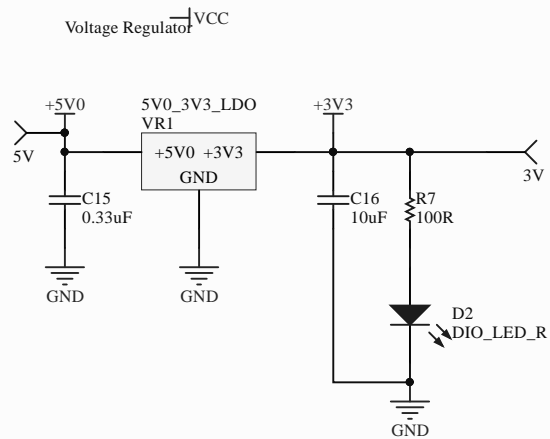 Voltage Regulator
VCC
+5V0
5V0_3V3_LDO
VR1
+3V3
5V
+5V0 +3V3
GND
3V
C15
0.33uF
C16
10uF
R7
100R
GND
GND
D2
DIO_LED_R
GND